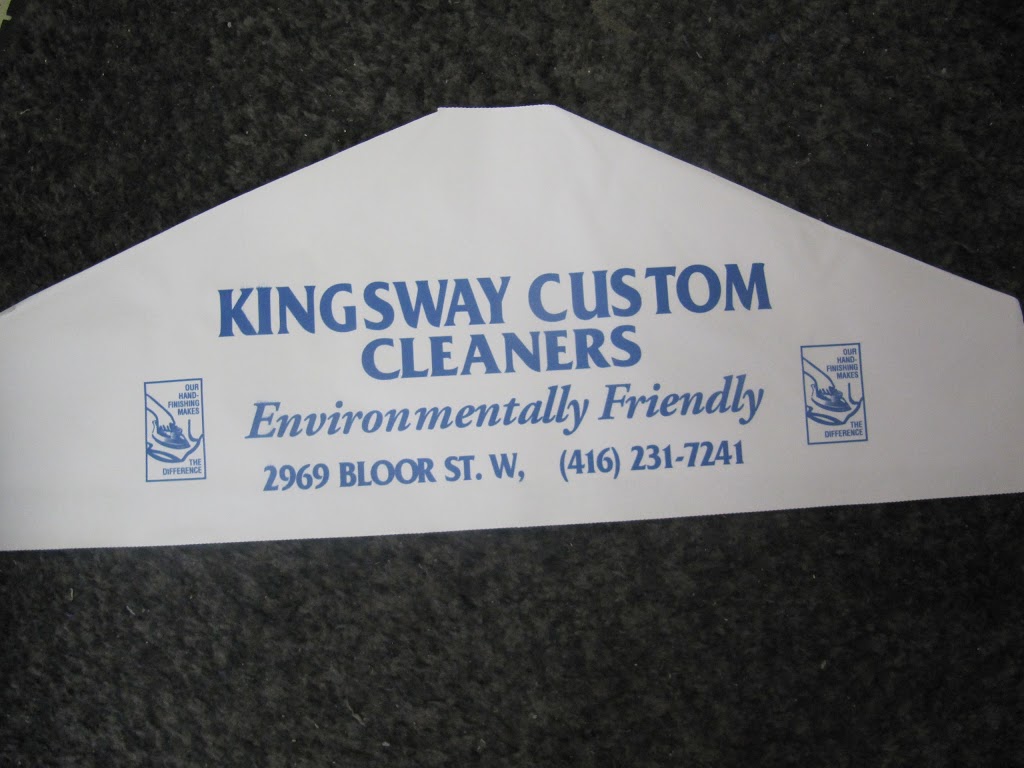 KINGSWAY CUSTOM
CLEANERS
Environmentally Friendly
2969 BLOOR ST. W, (416) 231-7241
OUR
HAND-
FINISHING
MAKES
THE
DIFFERENCE
OUR
HAND-
FINISHING
MAKES
THE
DIFFERENCE